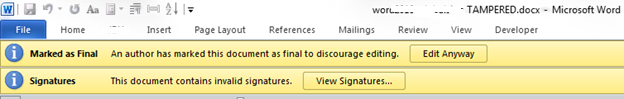 TAMPERED.docx - Microsoft Word
File Home Insert Page Layout References Mailings Review View Developer
Marked as Final An author has marked this document as final to discourage editing. Edit Anyway
Signatures This document contains invalid signatures. View Signatures...